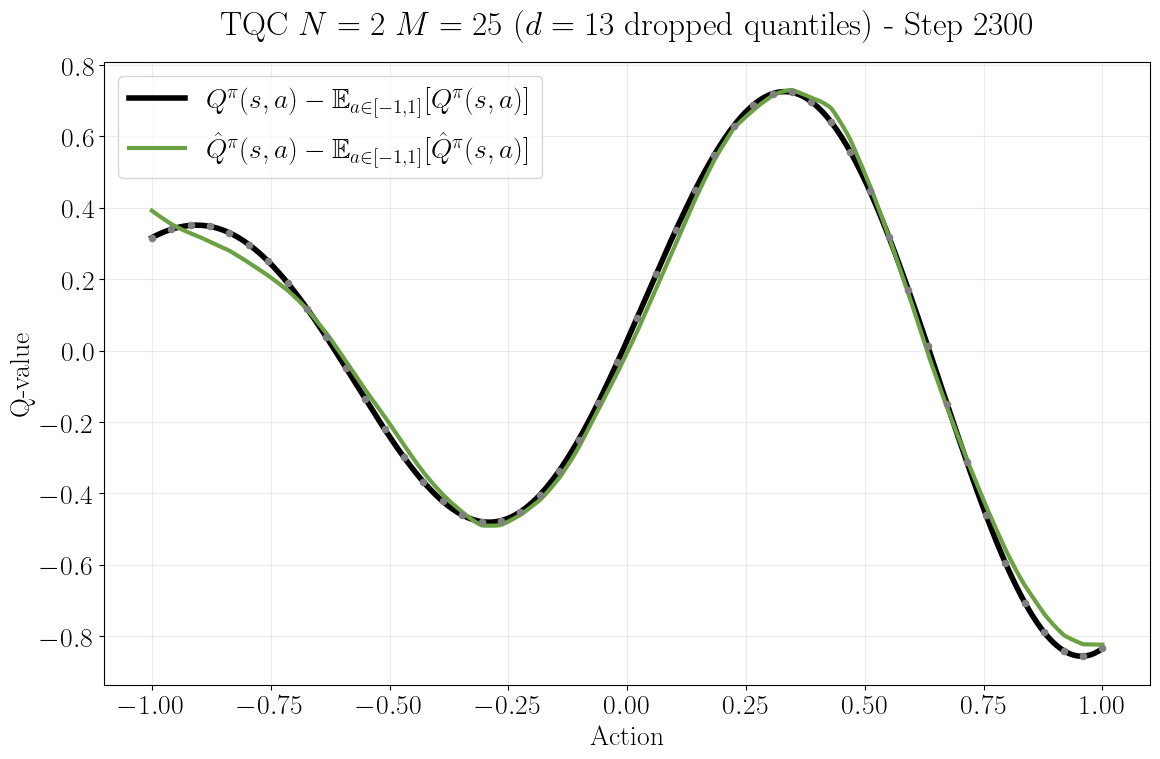 TQC N = 2 M = 25 (d = 13 dropped quantiles) - Step 2300
Q^π(s, a) − 𝔼_{a∈[−1,1]}[Q^π(s, a)]
Q̂^π(s, a) − 𝔼_{a∈[−1,1]}[Q̂^π(s, a)]
0.8
0.6
0.4
0.2
0.0
−0.2
−0.4
−0.6
−0.8
Q-value
−1.00 −0.75 −0.50 −0.25 0.00 0.25 0.50 0.75 1.00
Action